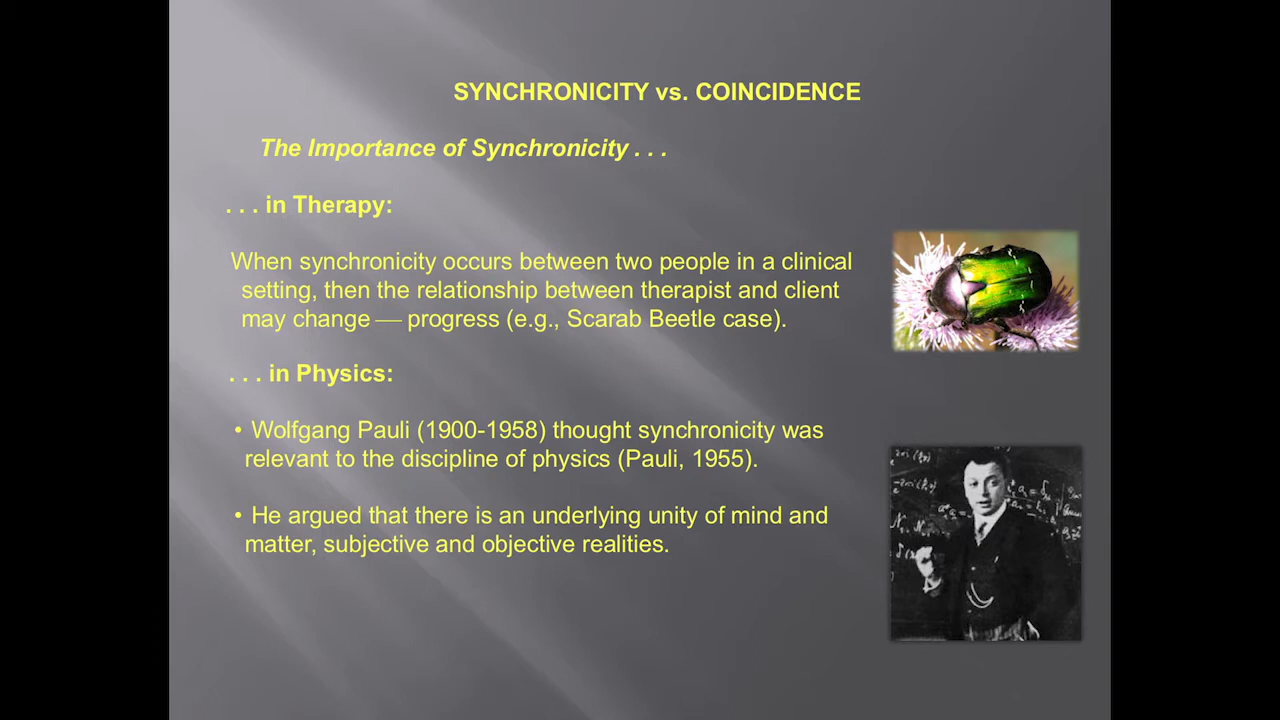 SYNCHRONICITY vs. COINCIDENCE
The Importance of Synchronicity . . .
. . . in Therapy:
When synchronicity occurs between two people in a clinical
setting, then the relationship between therapist and client
may change — progress (e.g., Scarab Beetle case).
. . . in Physics:
• Wolfgang Pauli (1900-1958) thought synchronicity was
relevant to the discipline of physics (Pauli, 1955).
• He argued that there is an underlying unity of mind and
matter, subjective and objective realities.